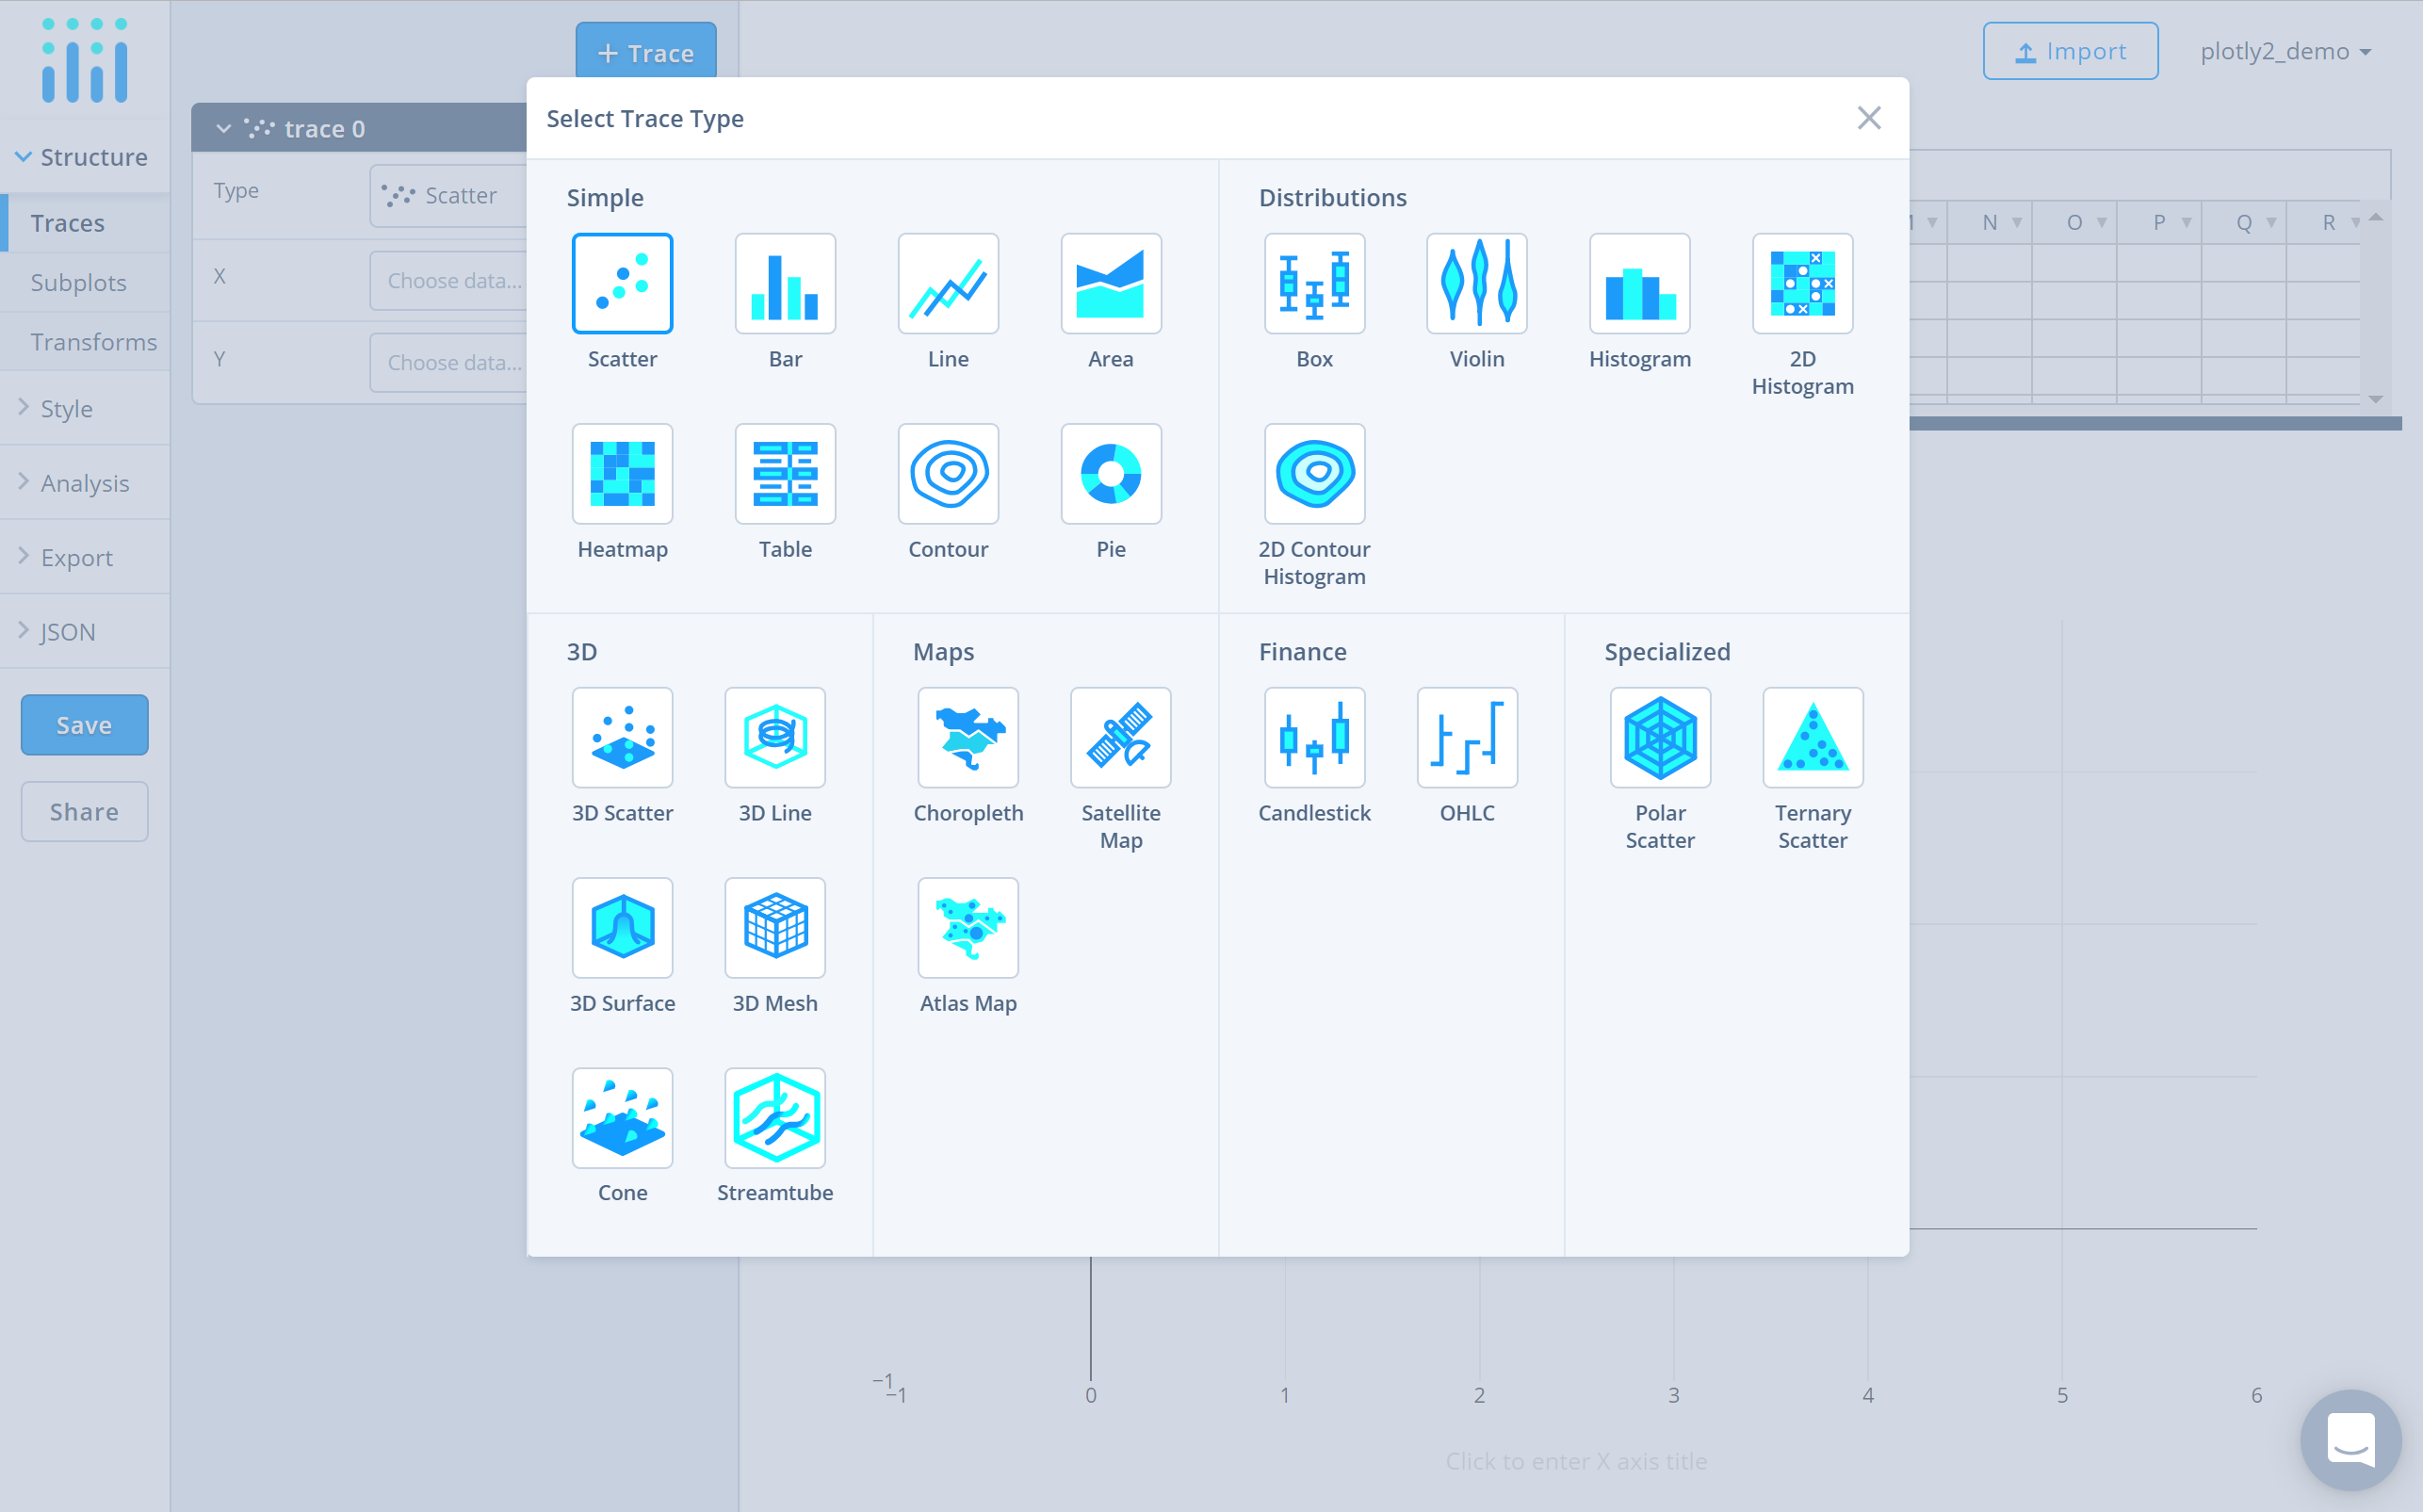 + Trace
Import
plotly2_demo
trace 0
Structure
Type
Scatter
Traces
X
Choose data...
Subplots
Transforms
Y
Choose data...
Style
Analysis
Export
JSON
Save
Share
Select Trace Type
Simple
Scatter
Bar
Line
Area
Heatmap
Table
Contour
Pie
Distributions
Box
Violin
Histogram
2D
Histogram
2D Contour
Histogram
3D
3D Scatter
3D Line
3D Surface
3D Mesh
Cone
Streamtube
Maps
Choropleth
Satellite
Map
Atlas Map
Finance
Candlestick
OHLC
Specialized
Polar
Scatter
Ternary
Scatter
N O P Q R
−1
−1 0 1 2 3 4 5 6
Click to enter X axis title